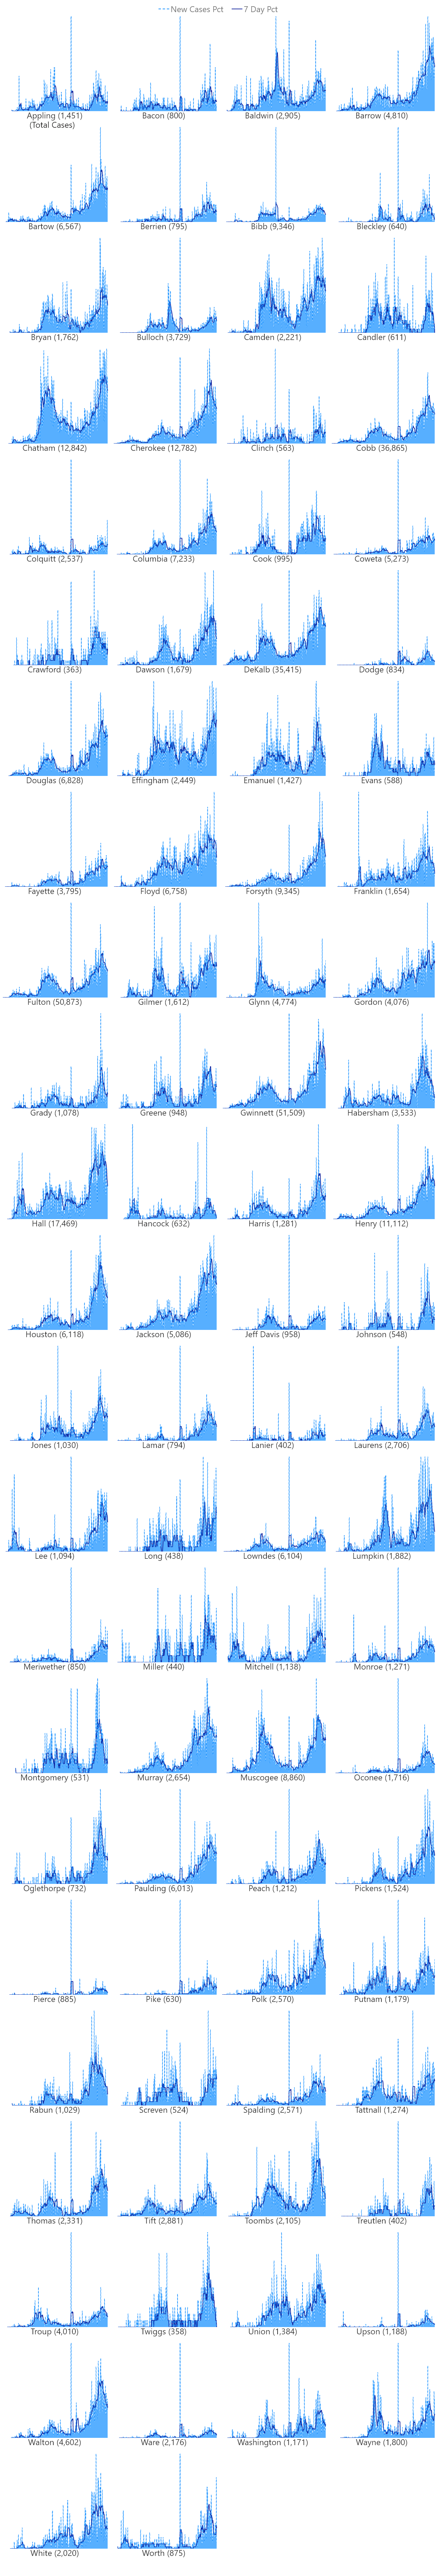 New Cases Pct 7 Day Pct
Appling (1,451) Bacon (800) Baldwin (2,905) Barrow (4,810)
(Total Cases)
Bartow (6,567) Berrien (795) Bibb (9,346) Bleckley (640)
Bryan (1,762) Bulloch (3,729) Camden (2,221) Candler (611)
Chatham (12,842) Cherokee (12,782) Clinch (563) Cobb (36,865)
Colquitt (2,537) Columbia (7,233) Cook (995) Coweta (5,273)
Crawford (363) Dawson (1,679) DeKalb (35,415) Dodge (834)
Douglas (6,828) Effingham (2,449) Emanuel (1,427) Evans (588)
Fayette (3,795) Floyd (6,758) Forsyth (9,345) Franklin (1,654)
Fulton (50,873) Gilmer (1,612) Glynn (4,774) Gordon (4,076)
Grady (1,078) Greene (948) Gwinnett (51,509) Habersham (3,533)
Hall (17,469) Hancock (632) Harris (1,281) Henry (11,112)
Houston (6,118) Jackson (5,086) Jeff Davis (958) Johnson (548)
Jones (1,030) Lamar (794) Lanier (402) Laurens (2,706)
Lee (1,094) Long (438) Lowndes (6,104) Lumpkin (1,882)
Meriwether (850) Miller (440) Mitchell (1,138) Monroe (1,271)
Montgomery (531) Murray (2,654) Muscogee (8,860) Oconee (1,716)
Oglethorpe (732) Paulding (6,013) Peach (1,212) Pickens (1,524)
Pierce (885) Pike (630) Polk (2,570) Putnam (1,179)
Rabun (1,029) Screven (524) Spalding (2,571) Tattnall (1,274)
Thomas (2,331) Tift (2,881) Toombs (2,105) Treutlen (402)
Troup (4,010) Twiggs (358) Union (1,384) Upson (1,188)
Walton (4,602) Ware (2,176) Washington (1,171) Wayne (1,800)
White (2,020) Worth (875)